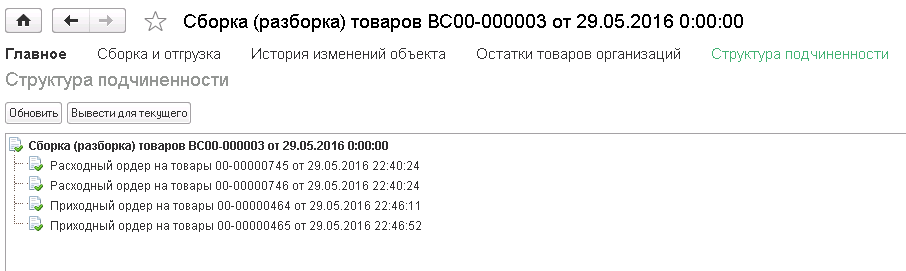 Сборка (разборка) товаров ВС00-000003 от 29.05.2016 0:00:00
Главное Сборка и отгрузка История изменений объекта Остатки товаров организаций Структура подчиненности
Структура подчиненности
Обновить Вывести для текущего
Сборка (разборка) товаров ВС00-000003 от 29.05.2016 0:00:00
Расходный ордер на товары 00-00000745 от 29.05.2016 22:40:24
Расходный ордер на товары 00-00000746 от 29.05.2016 22:40:24
Приходный ордер на товары 00-00000464 от 29.05.2016 22:46:11
Приходный ордер на товары 00-00000465 от 29.05.2016 22:46:52